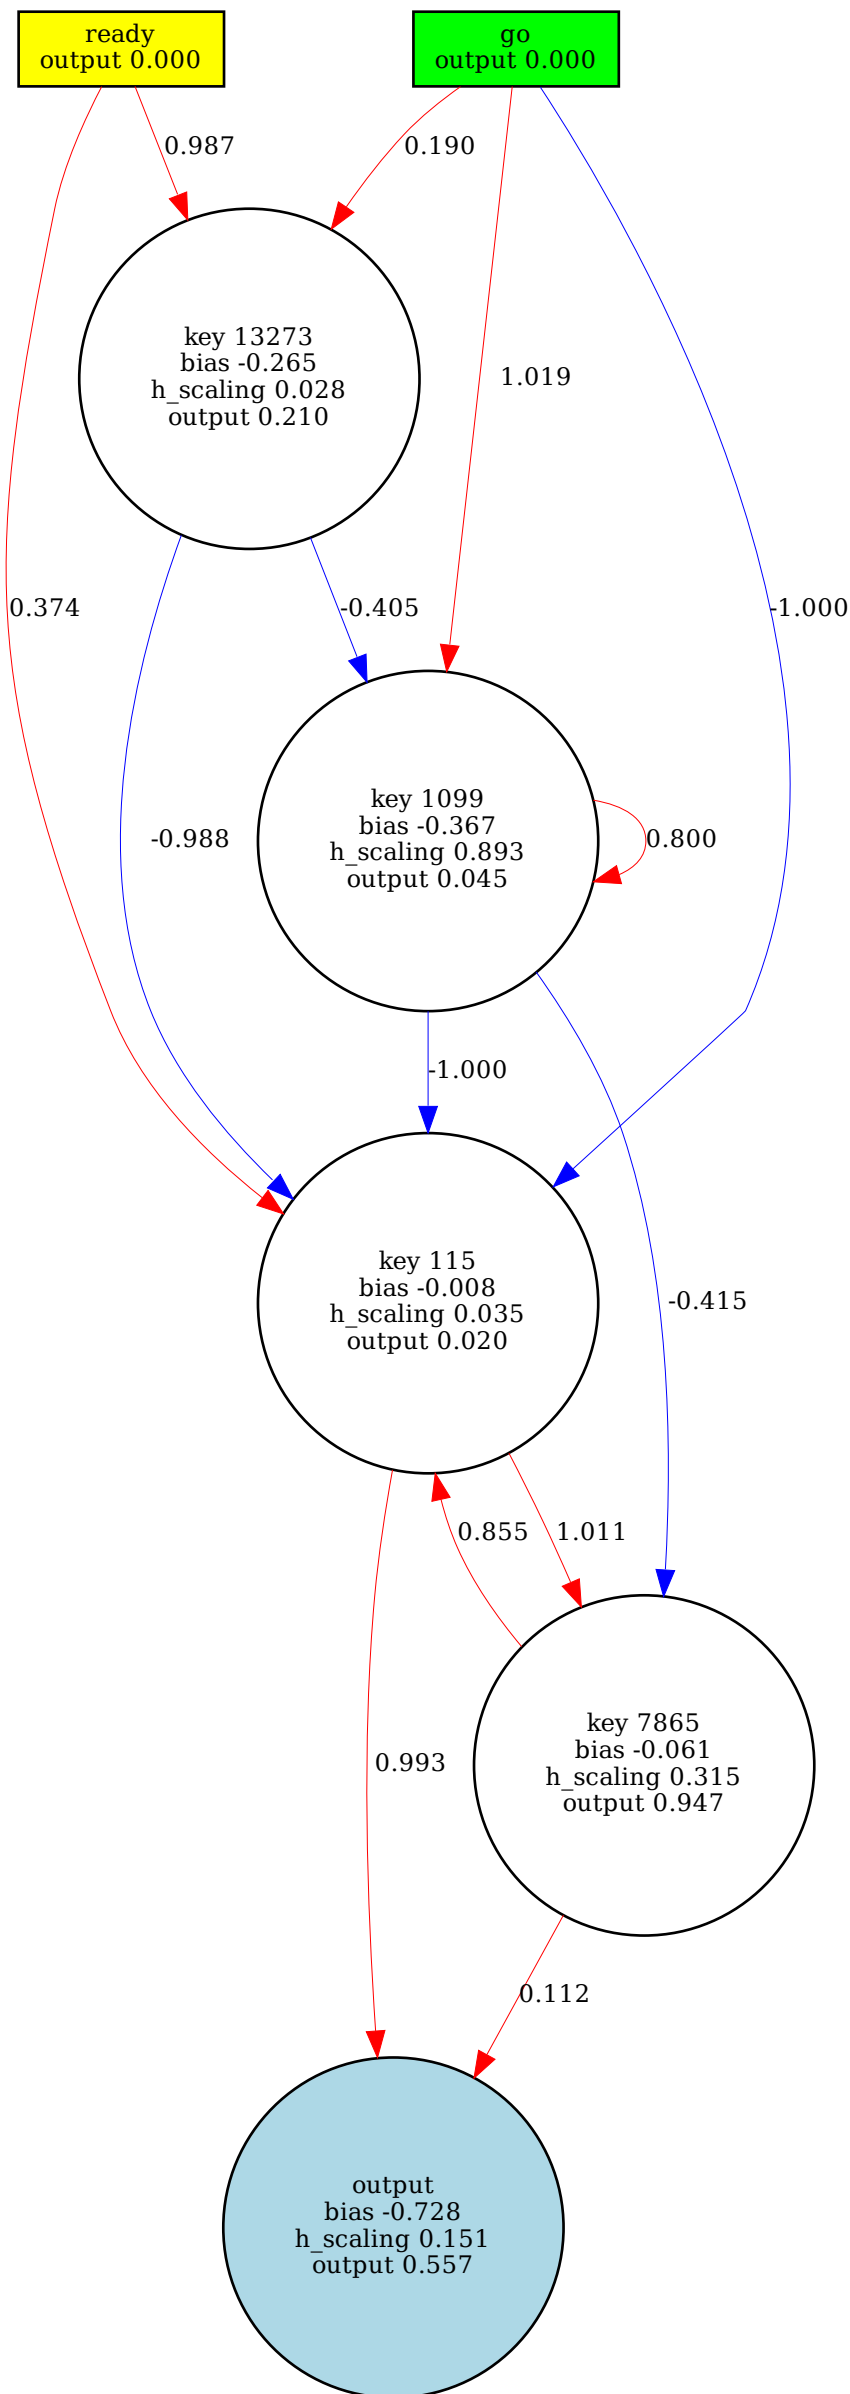 ready
output 0.000
go
output 0.000
0.987
0.190
key 13273
bias -0.265
h_scaling 0.028
output 0.210
1.019
0.374
-0.405
-1.000
key 1099
bias -0.367
h_scaling 0.893
output 0.045
-0.988
0.800
-1.000
key 115
bias -0.008
h_scaling 0.035
output 0.020
-0.415
0.855
1.011
key 7865
bias -0.061
h_scaling 0.315
output 0.947
0.993
0.112
output
bias -0.728
h_scaling 0.151
output 0.557